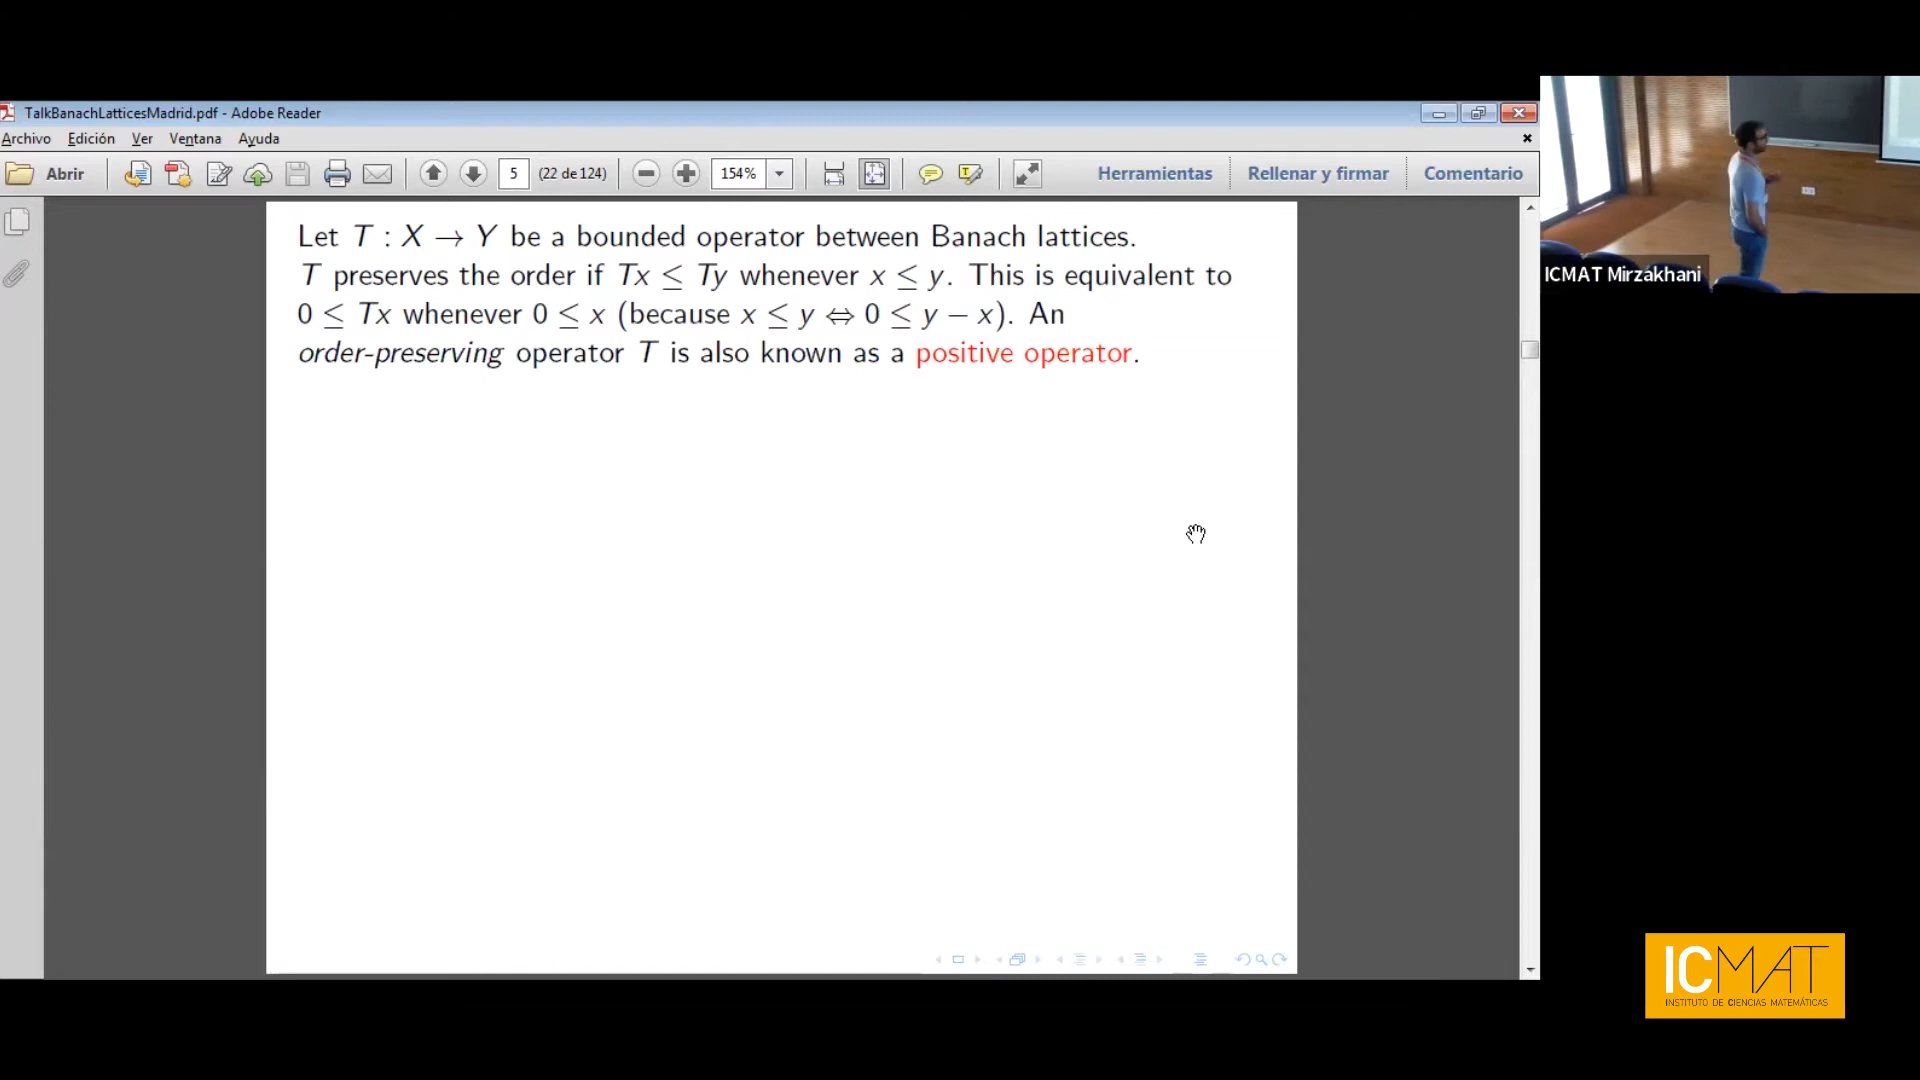 TalkBanachLatticesMadrid.pdf - Adobe Reader
Archivo Edición Ver Ventana Ayuda
Abrir 5 (22 de 124) 154% Herramientas Rellenar y firmar Comentario
Let T : X → Y be a bounded operator between Banach lattices.
T preserves the order if Tx ≤ Ty whenever x ≤ y. This is equivalent to
0 ≤ Tx whenever 0 ≤ x (because x ≤ y ⇔ 0 ≤ y − x). An
order-preserving operator T is also known as a positive operator.
ICMAT Mirzakhani
ICMAT
INSTITUTO DE CIENCIAS MATEMÁTICAS